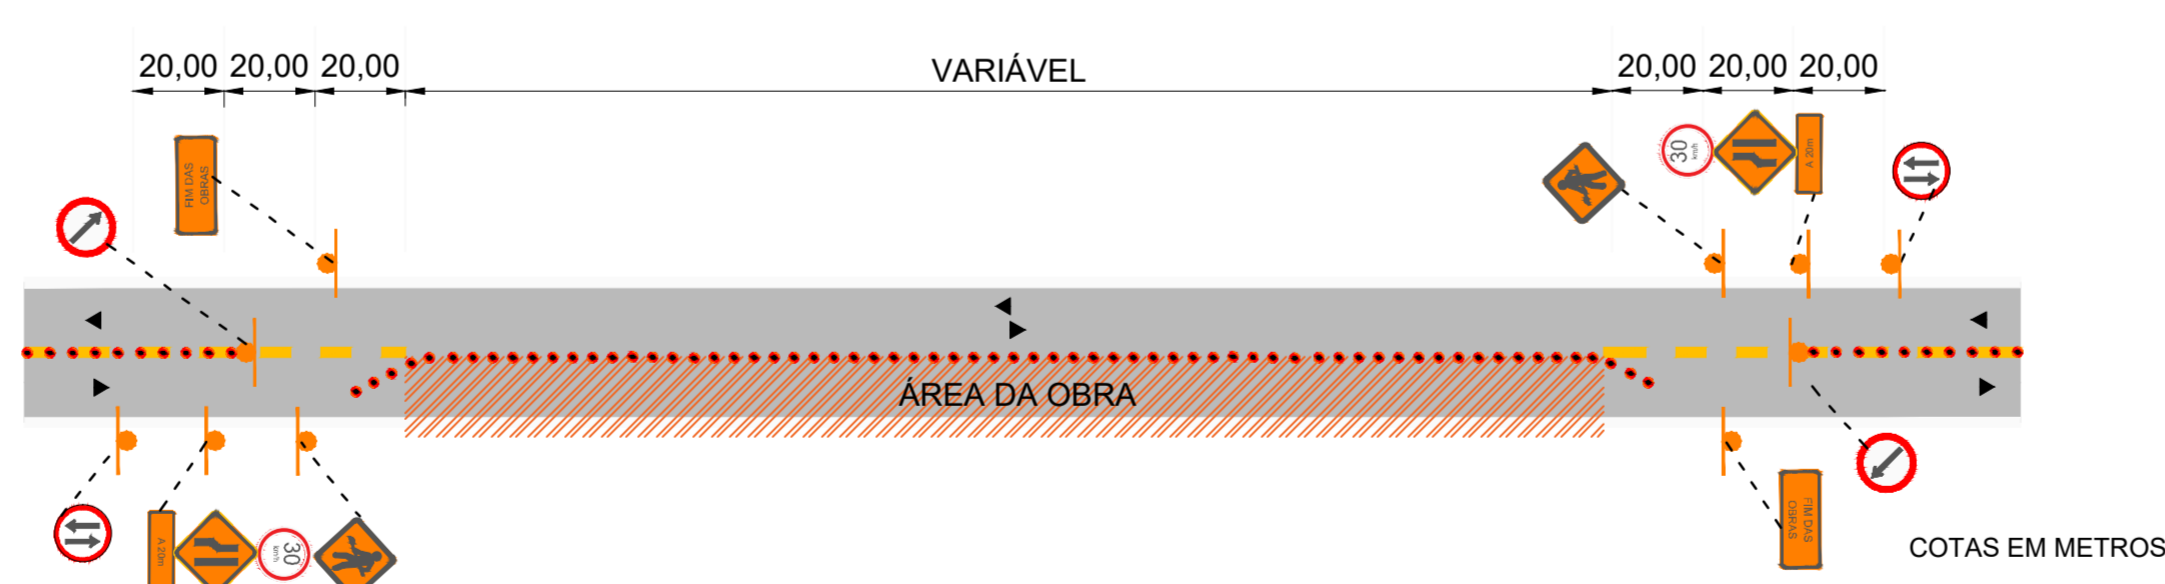 20,00 20,00 20,00
VARIÁVEL
20,00 20,00 20,00
FIM DAS
OBRAS
30
km/h
A 20m
ÁREA DA OBRA
A 20m
30
km/h
FIM DAS
OBRAS
COTAS EM METROS